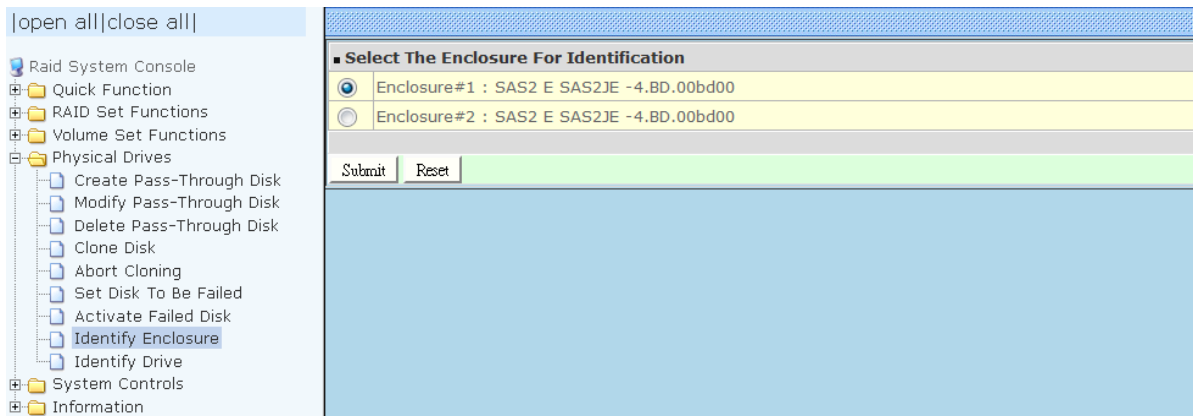 |open all|close all|
Raid System Console
Quick Function
RAID Set Functions
Volume Set Functions
Physical Drives
Create Pass-Through Disk
Modify Pass-Through Disk
Delete Pass-Through Disk
Clone Disk
Abort Cloning
Set Disk To Be Failed
Activate Failed Disk
Identify Enclosure
Identify Drive
System Controls
Information
Select The Enclosure For Identification
Enclosure#1 : SAS2 E SAS2JE -4.BD.00bd00
Enclosure#2 : SAS2 E SAS2JE -4.BD.00bd00
Submit Reset